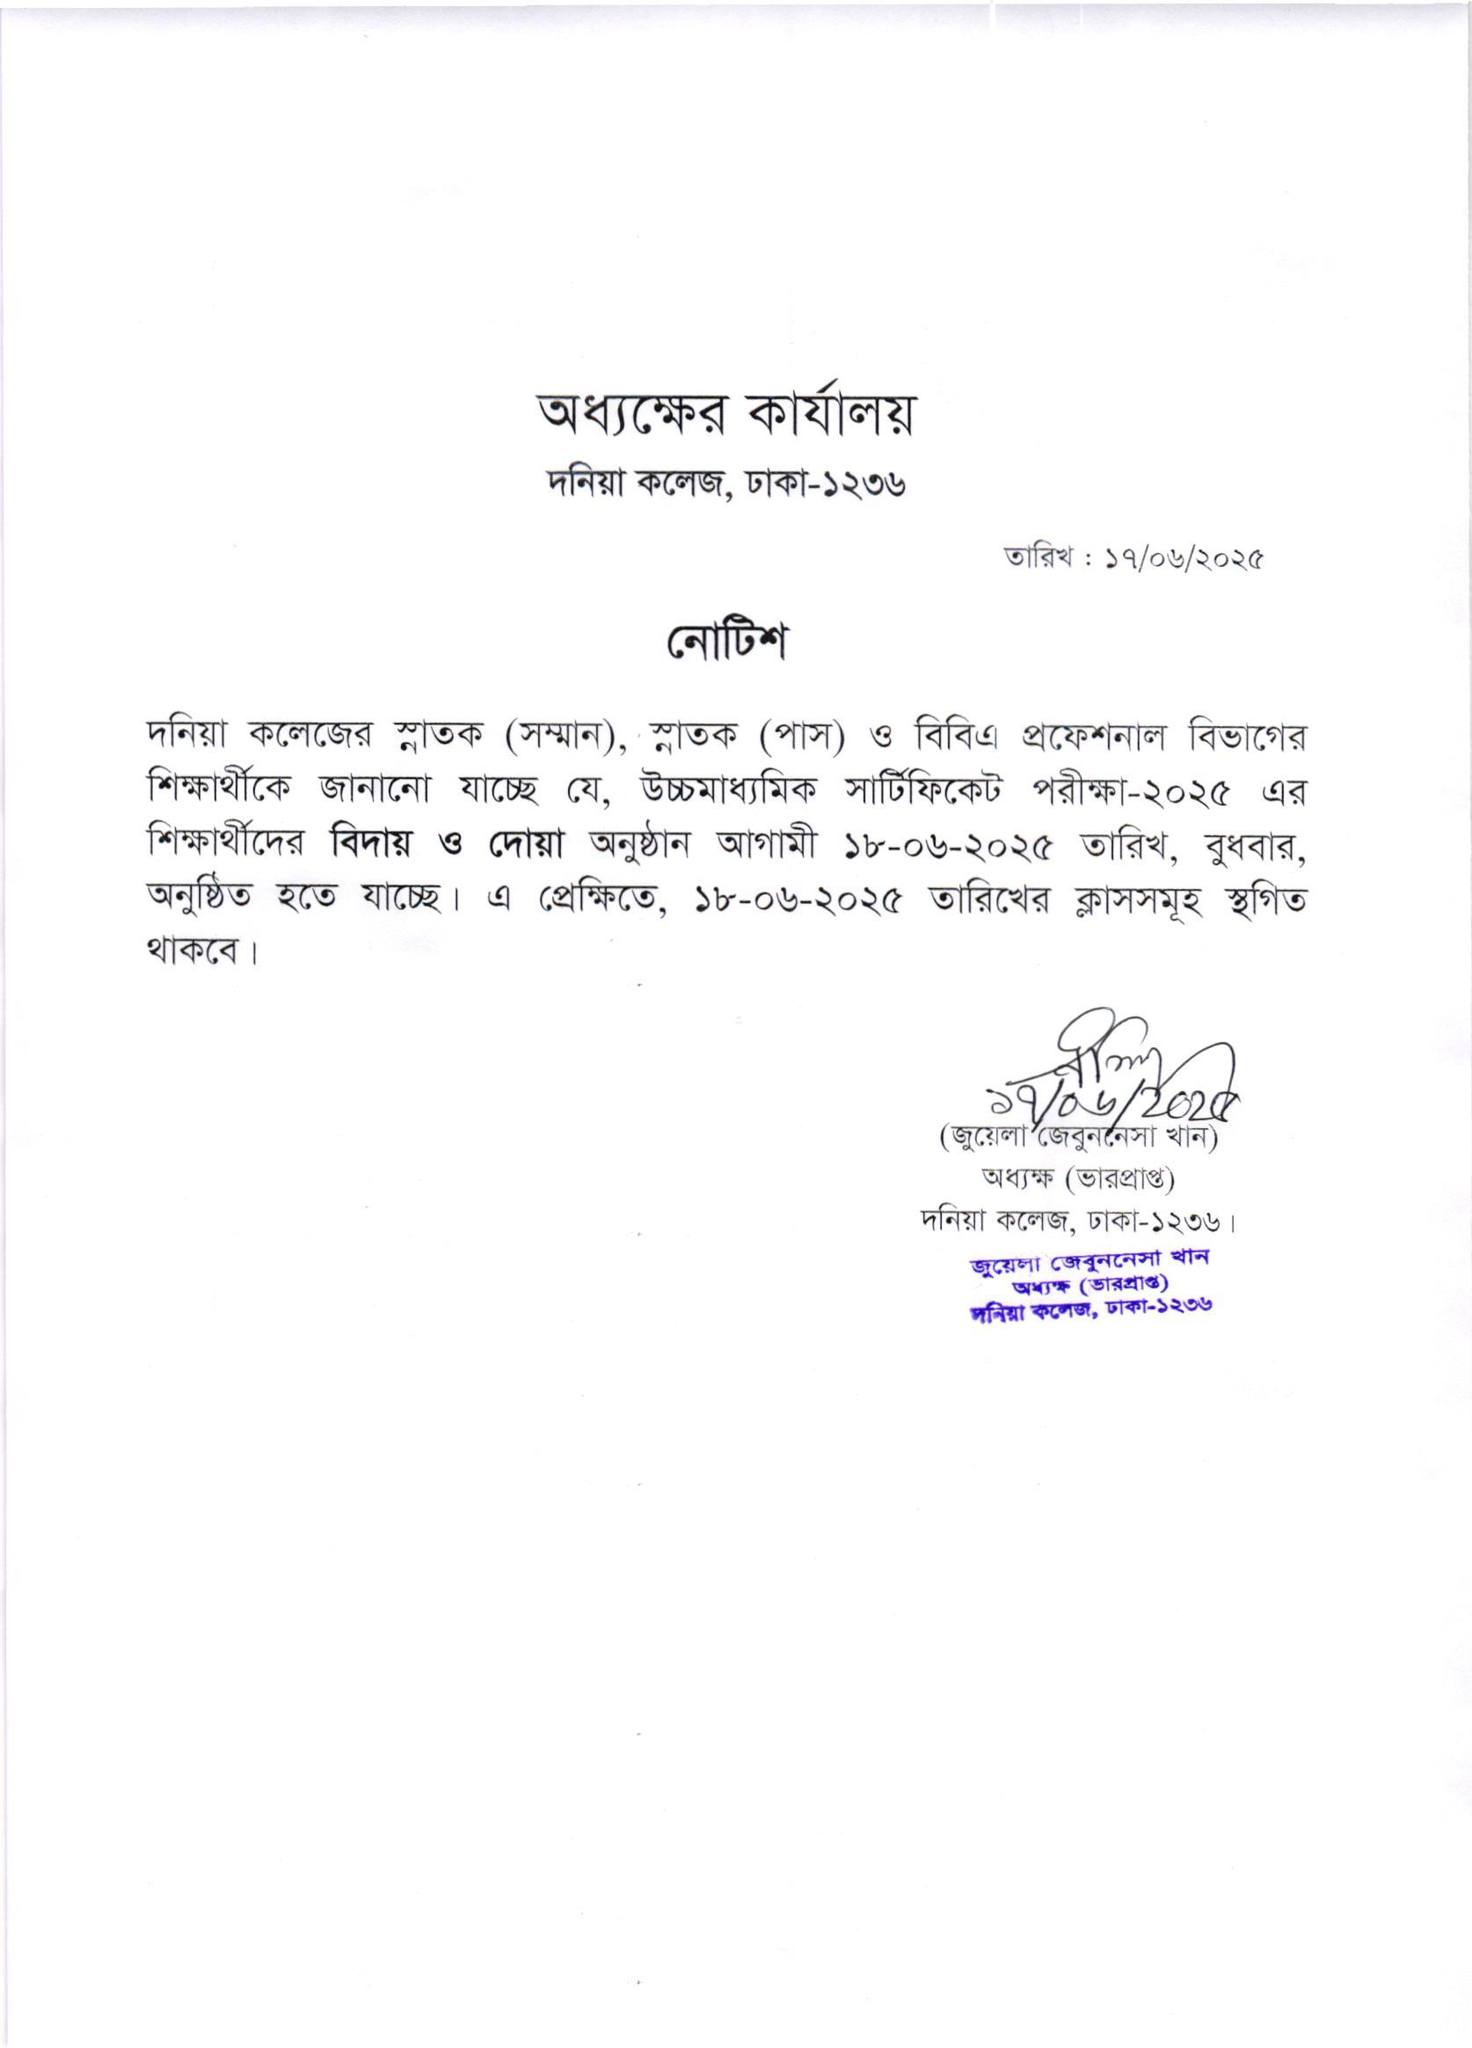 অধ্যক্ষের কার্যালয়
দনিয়া কলেজ, ঢাকা-১২৩৬
তারিখ : ১৭/০৬/২০২৫
নোটিশ
দনিয়া কলেজের স্নাতক (সম্মান), স্নাতক (পাস) ও বিবিএ প্রফেশনাল বিভাগের
শিক্ষার্থীকে জানানো যাচ্ছে যে, উচ্চমাধ্যমিক সার্টিফিকেট পরীক্ষা-২০২৫ এর
শিক্ষার্থীদের বিদায় ও দোয়া অনুষ্ঠান আগামী ১৮-০৬-২০২৫ তারিখ, বুধবার,
অনুষ্ঠিত হতে যাচ্ছে। এ প্রেক্ষিতে, ১৮-০৬-২০২৫ তারিখের ক্লাসসমূহ স্থগিত
থাকবে।
১৭/০৬/২০২৫
(জুয়েলা জেবুননেসা খান)
অধ্যক্ষ (ভারপ্রাপ্ত)
দনিয়া কলেজ, ঢাকা-১২৩৬।
জুয়েলা জেবুননেসা খান
অধ্যক্ষ (ভারপ্রাপ্ত)
দনিয়া কলেজ, ঢাকা-১২৩৬